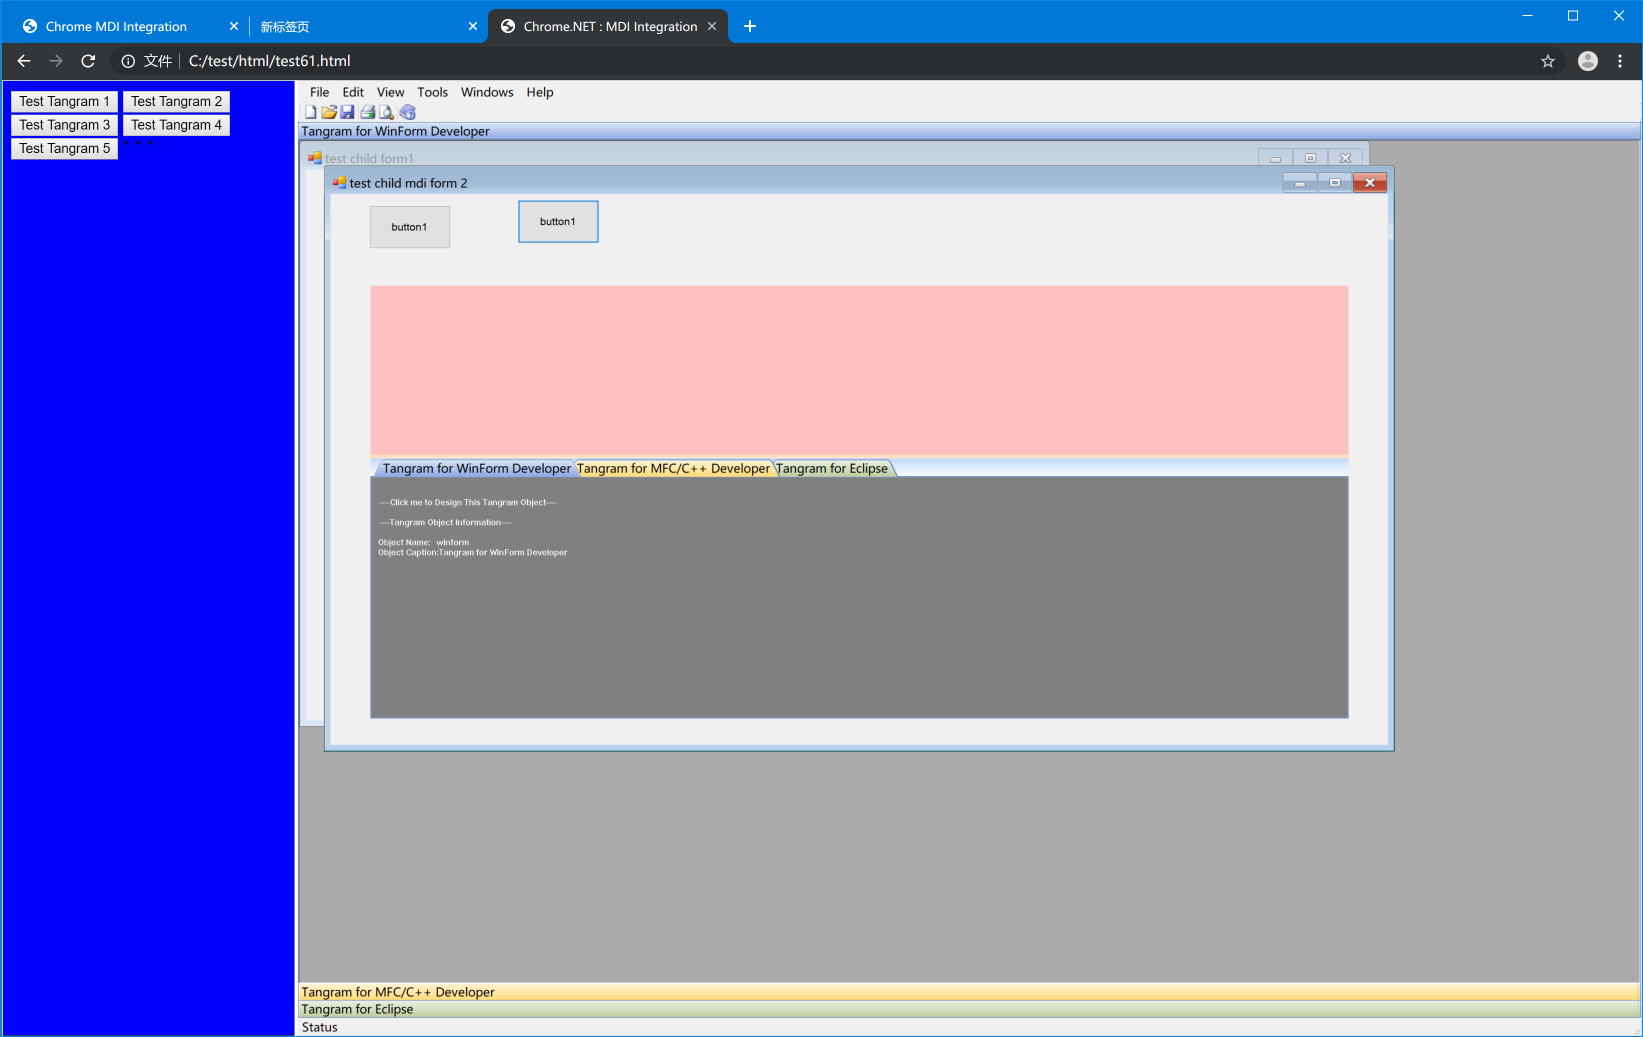 Chrome MDI Integration
新标签页
Chrome.NET : MDI Integration
文件
C:/test/html/test61.html
Test Tangram 1
Test Tangram 2
Test Tangram 3
Test Tangram 4
Test Tangram 5
" " "
File Edit View Tools Windows Help
Tangram for WinForm Developer
test child form1
test child mdi form 2
button1
button1
Tangram for WinForm Developer
Tangram for MFC/C++ Developer
Tangram for Eclipse
----Click me to Design This Tangram Object----
----Tangram Object Information----
Object Name: winform
Object Caption:Tangram for WinForm Developer
Tangram for MFC/C++ Developer
Tangram for Eclipse
Status